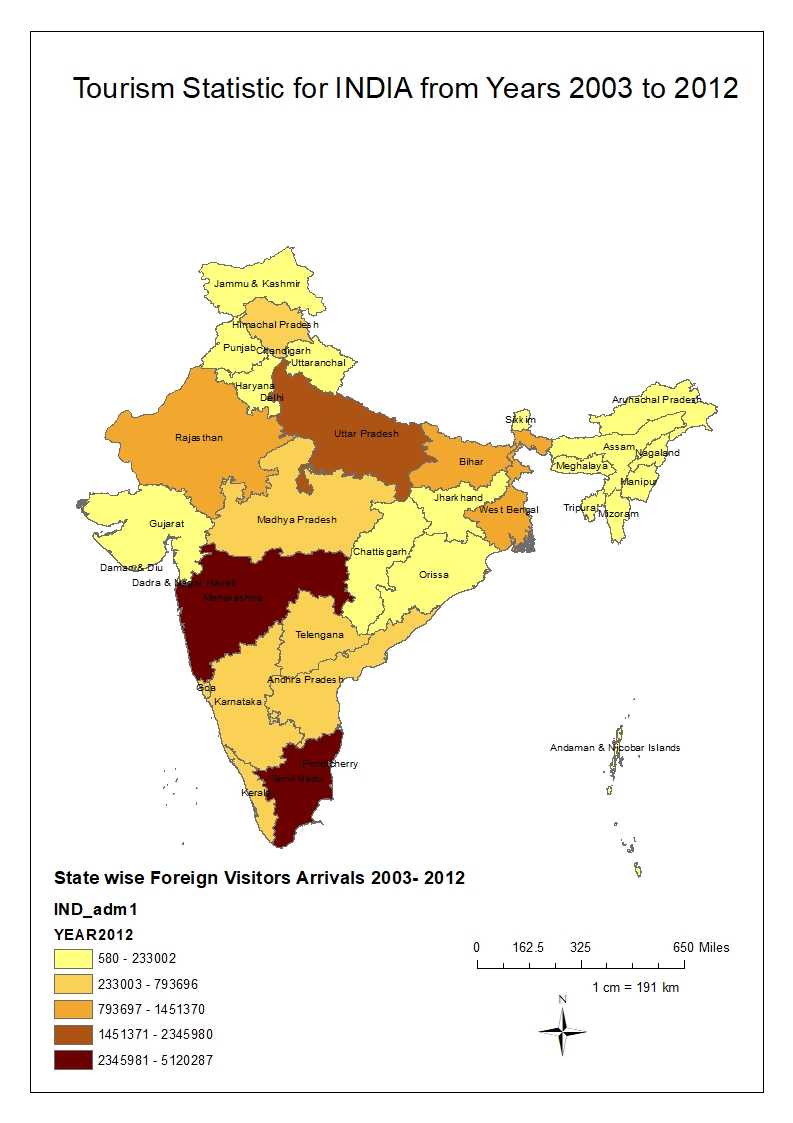 Tourism Statistic for INDIA from Years 2003 to 2012
Jammu & Kashmir
Himachal Pradesh
Punjab
Chandigarh
Uttaranchal
Haryana
Delhi
Arunachal Pradesh
Sikkim
Rajasthan
Uttar Pradesh
Assam
Nagaland
Bihar
Meghalaya
Manipur
Jharkhand
West Bengal
Tripura
Mizoram
Gujarat
Madhya Pradesh
Chattisgarh
Daman & Diu
Orissa
Dadra & Nagar Haveli
Maharashtra
Telengana
Andhra Pradesh
Goa
Karnataka
Andaman & Nicobar Islands
Pondicherry
Tamil Nadu
Kerala
State wise Foreign Visitors Arrivals 2003- 2012
IND_adm1
YEAR2012
580 - 233002
233003 - 793696
793697 - 1451370
1451371 - 2345980
2345981 - 5120287
0 162.5 325 650 Miles
1 cm = 191 km
N